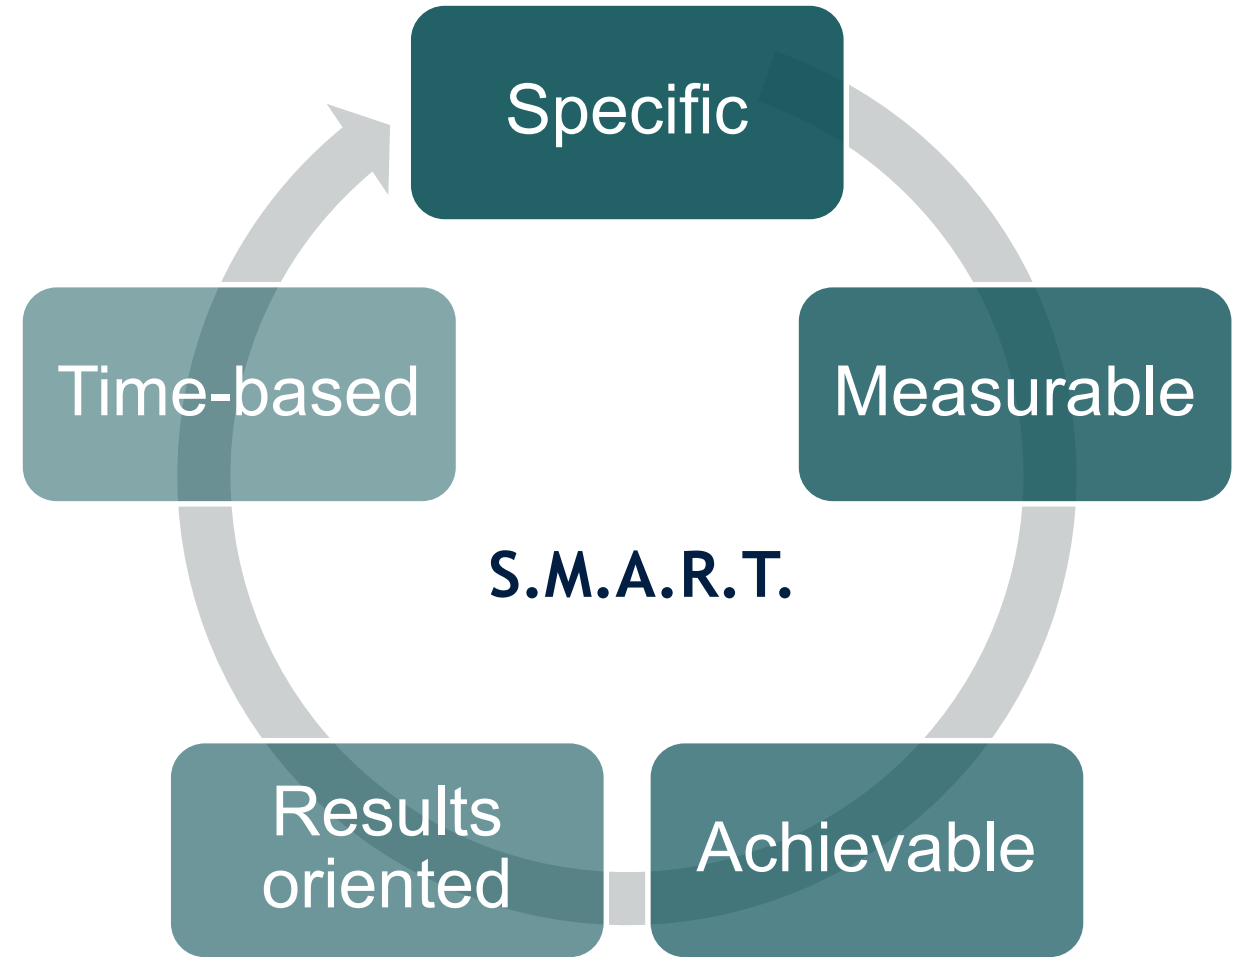 Specific
Measurable
Achievable
Results
oriented
Time-based
S.M.A.R.T.